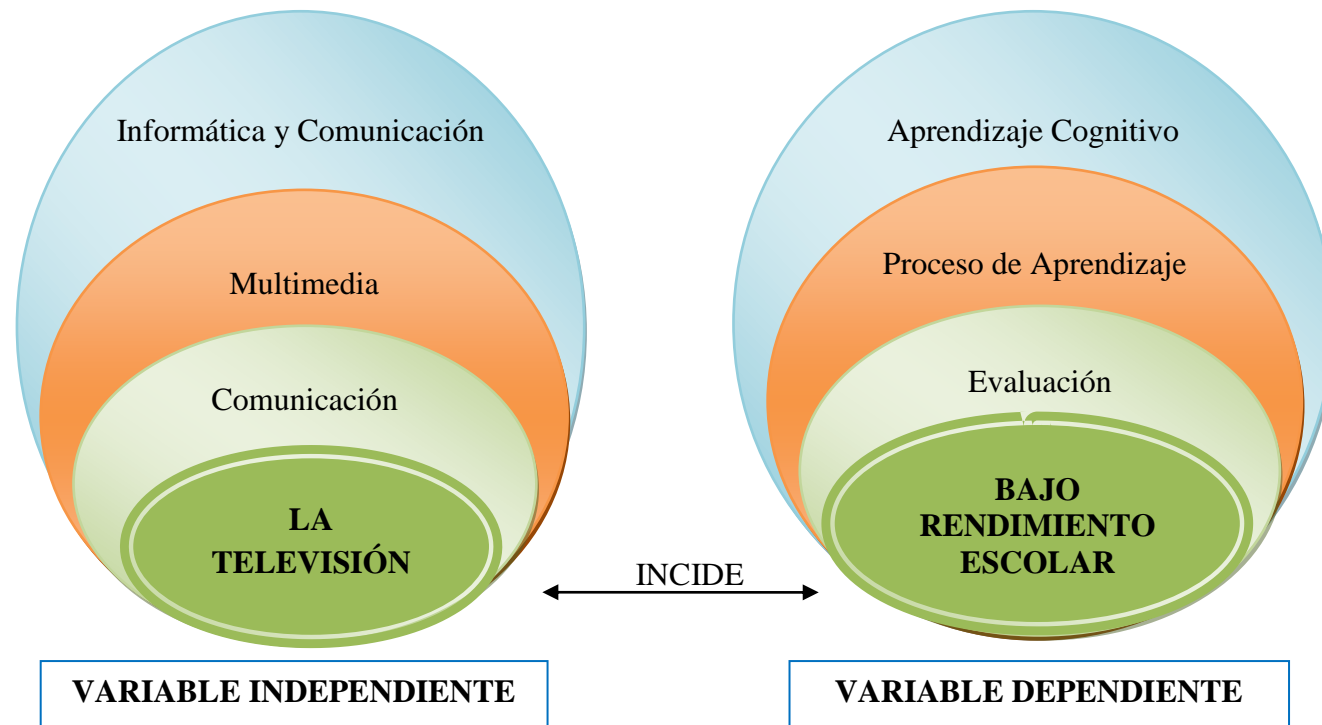 Informática y Comunicación
Multimedia
Comunicación
LA
TELEVISIÓN
INCIDE
Aprendizaje Cognitivo
Proceso de Aprendizaje
Evaluación
BAJO
RENDIMIENTO
ESCOLAR
VARIABLE INDEPENDIENTE
VARIABLE DEPENDIENTE